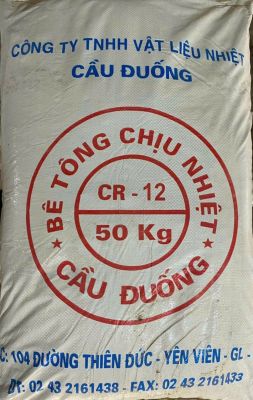 CÔNG TY TNHH VẬT LIỆU NHIỆT
CẦU ĐUỐNG
★ BÊ TÔNG CHỊU NHIỆT ★
CR - 12
50 Kg
CẦU ĐUỐNG
C: 104 ĐƯỜNG THIÊN ĐỨC - YÊN VIÊN - GL -
ĐT: 02 43 2161438 - FAX: 02 43 2161433